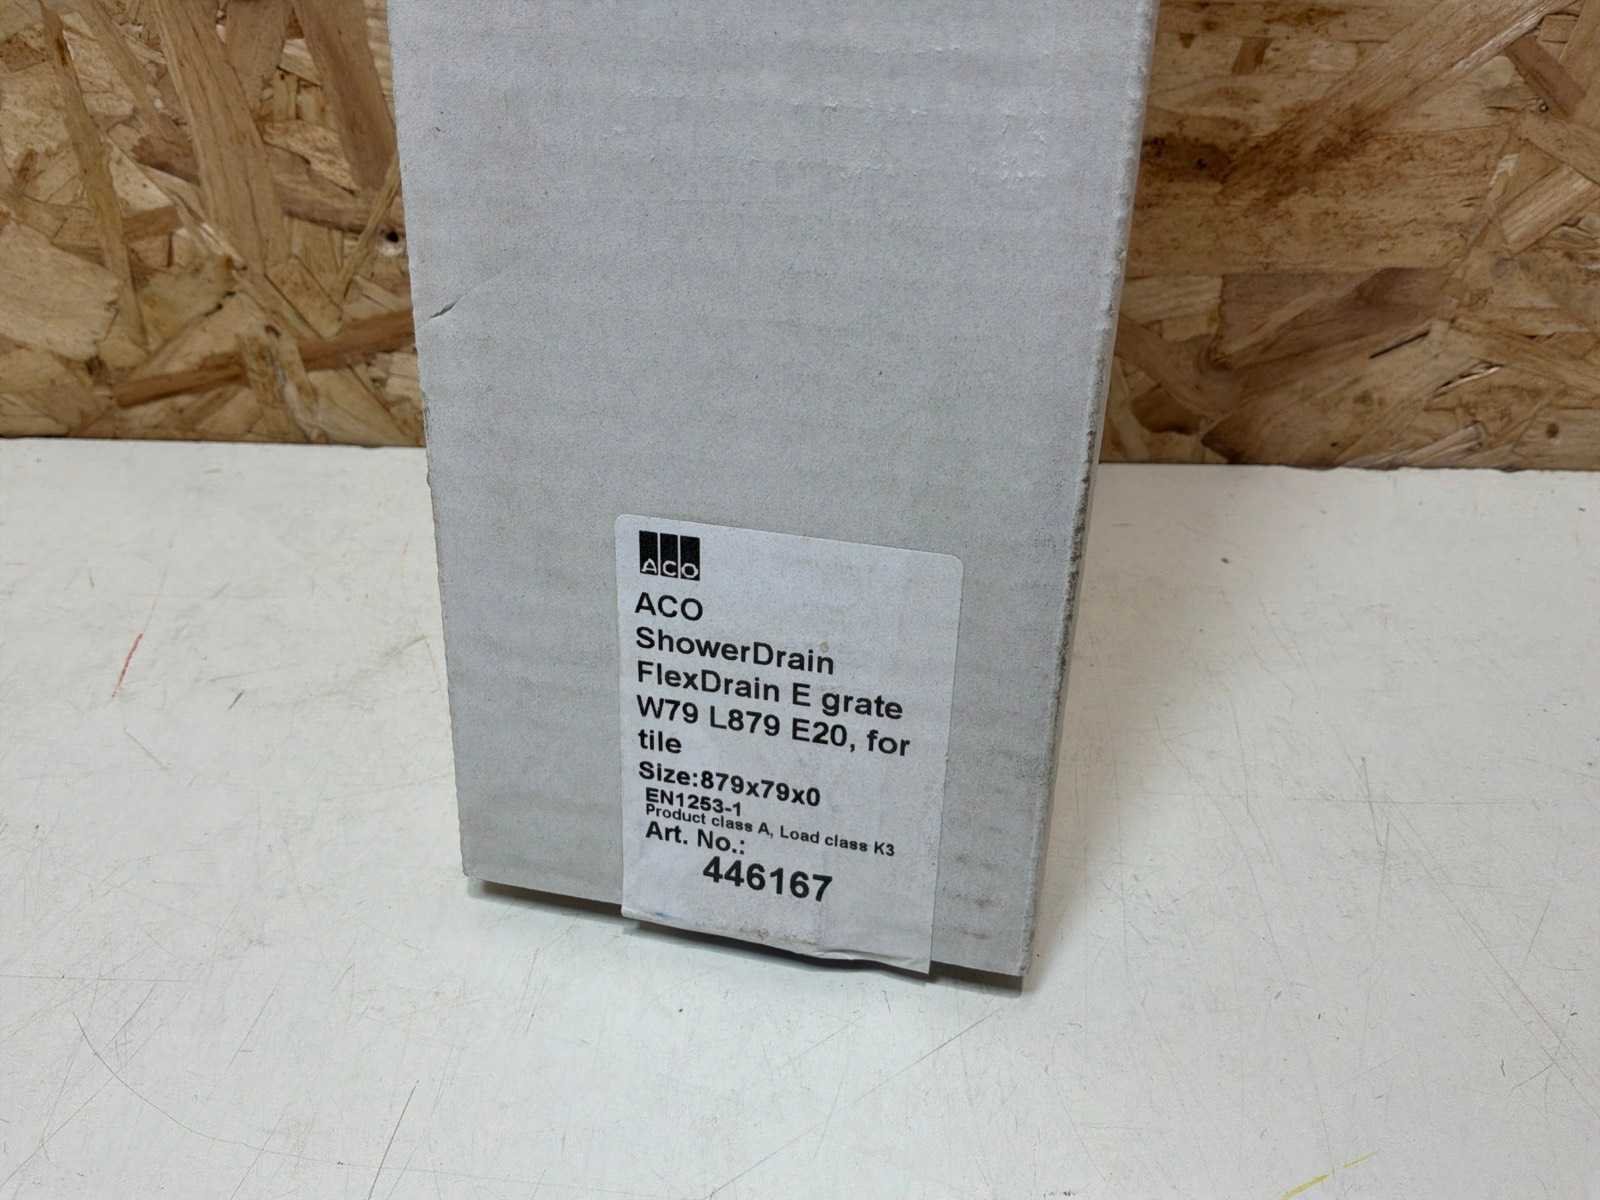 ACO
ACO
ShowerDrain
FlexDrain E grate
W79 L879 E20, for
tile
Size:879x79x0
EN1253-1
Product class A, Load class K3
Art. No.:
446167